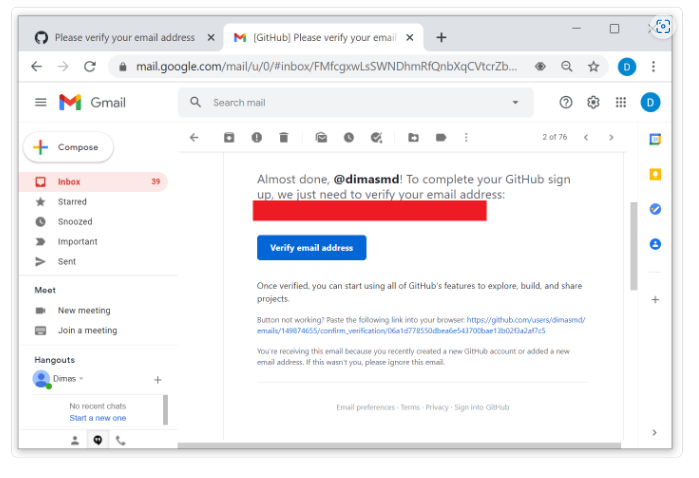 Please verify your email address
[GitHub] Please verify your email
mail.google.com/mail/u/0/#inbox/FMfcgxwLsSWNDhmRfQnbXqCVtcrZb...
D
Gmail
Search mail
D
Compose
2 of 76
Inbox 39
Starred
Snoozed
Important
Sent
Meet
New meeting
Join a meeting
Hangouts
Dimas
No recent chats
Start a new one
Almost done, @dimasmd! To complete your GitHub sign
up, we just need to verify your email address:
Verify email address
Once verified, you can start using all of GitHub's features to explore, build, and share
projects.
Button not working? Paste the following link into your browser: https://github.com/users/dimasmd/
emails/149874655/confirm_verification/06a1d778550dbea6e543700bae13b02f3a2af7c5
You're receiving this email because you recently created a new GitHub account or added a new
email address. If this wasn't you, please ignore this email.
Email preferences · Terms · Privacy · Sign into GitHub